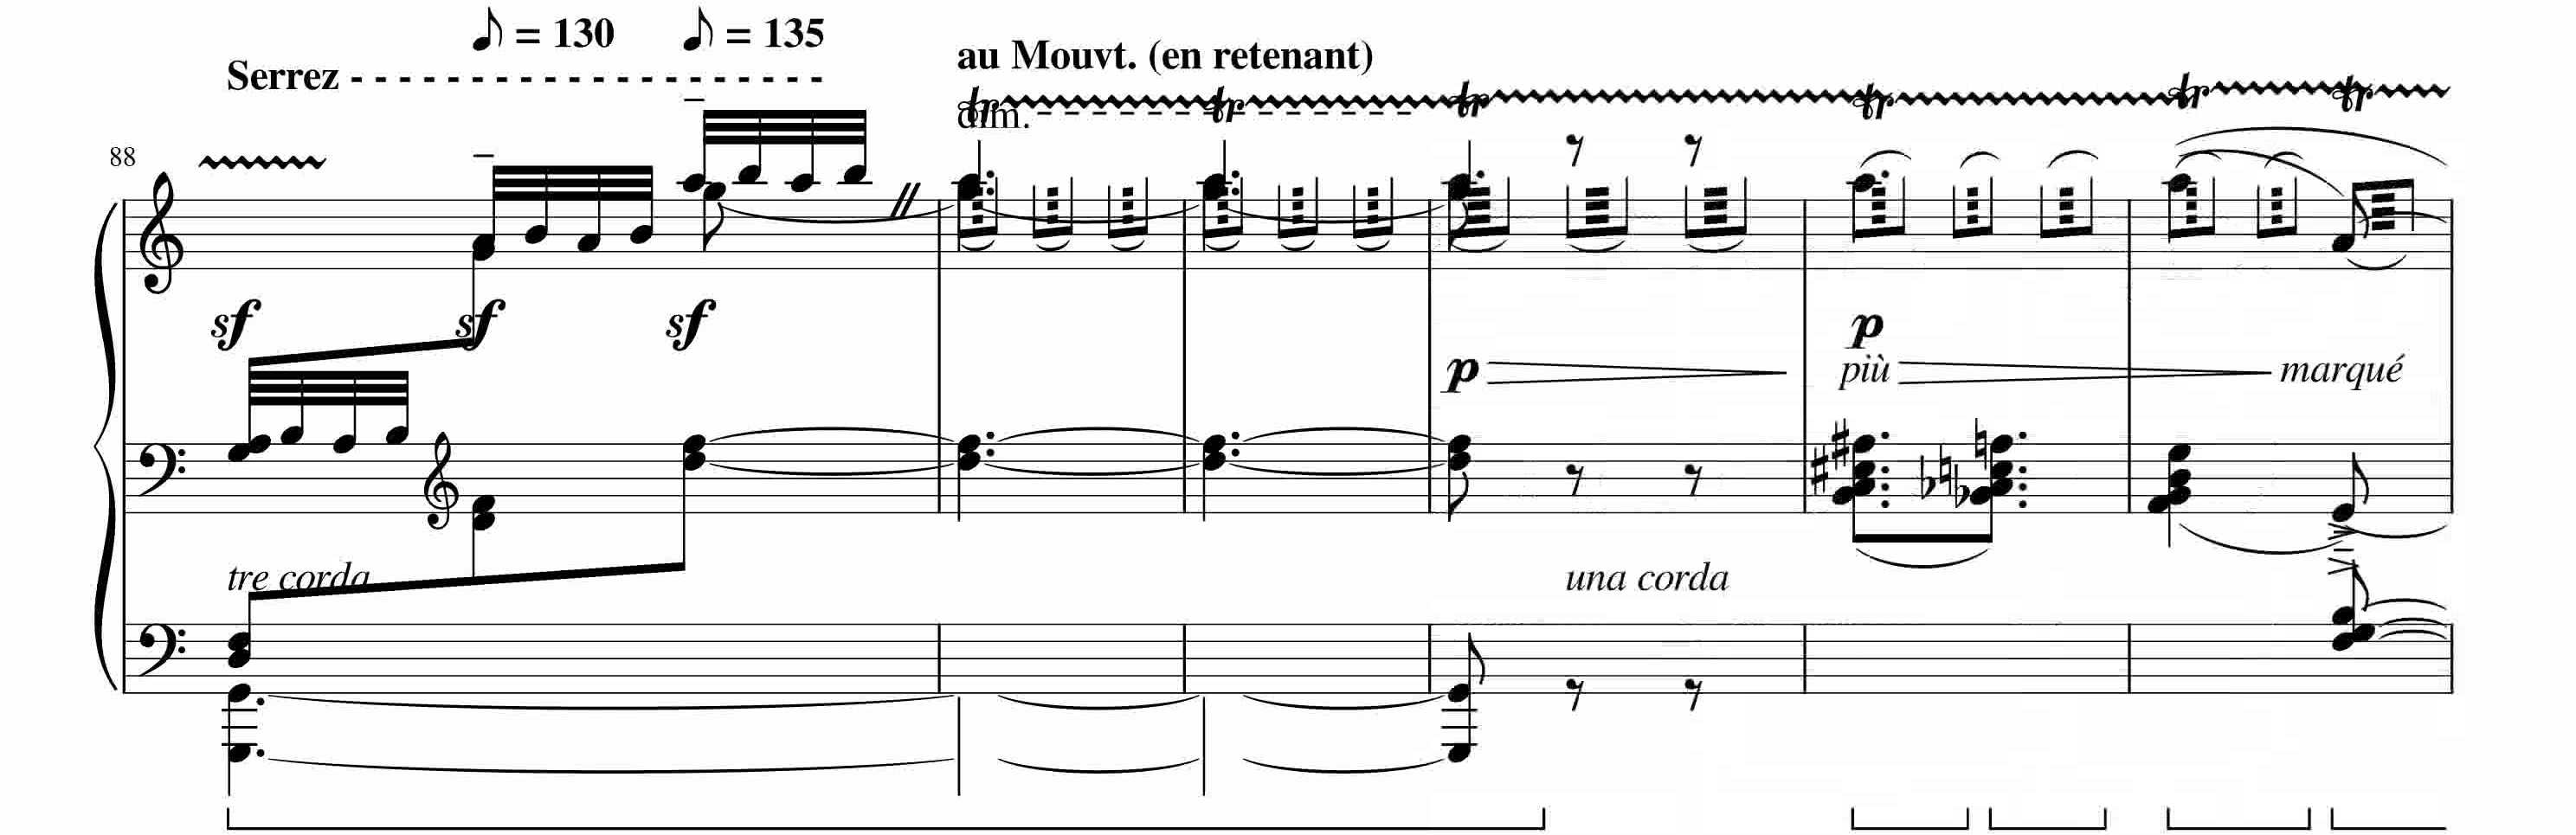 ♪ = 130 ♪ = 135
Serrez
au Mouvt. (en retenant)
tr tr tr tr tr tr
dim.
88
sf sf sf
p
p
più marqué
tre corda
una corda